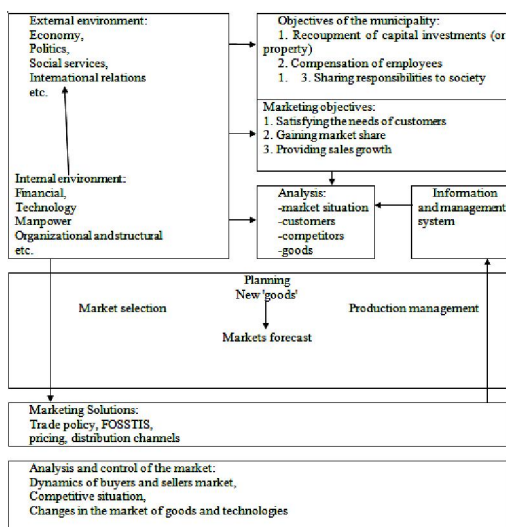 External environment:
Economy,
Politics,
Social services,
International relations
etc.
Internal environment:
Financial,
Technology
Manpower
Organizational and structural
etc.
Objectives of the municipality:
1. Recoupment of capital investments (or
property)
2. Compensation of employees
1. 3. Sharing responsibilities to society
Marketing objectives:
1. Satisfying the needs of customers
2. Gaining market share
3. Providing sales growth
Analysis:
-market situation
-customers
-competitors
-goods
Information
and management
system
Planning
New 'goods'
Market selection
Production management
Markets forecast
Marketing Solutions:
Trade policy, FOSSTIS,
pricing, distribution channels
Analysis and control of the market:
Dynamics of buyers and sellers market,
Competitive situation,
Changes in the market of goods and technologies